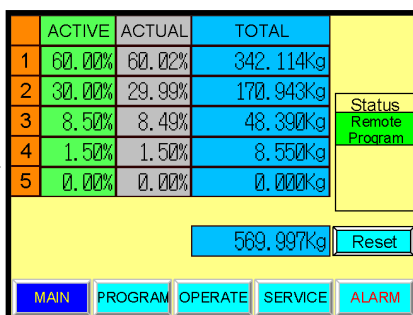 ACTIVE ACTUAL TOTAL
1 60.00% 60.02% 342.114Kg
2 30.00% 29.99% 170.943Kg
Status
3 8.50% 8.49% 48.390Kg
Remote
Program
4 1.50% 1.50% 8.550Kg
5 0.00% 0.00% 0.000Kg
569.997Kg Reset
MAIN PROGRAM OPERATE SERVICE ALARM